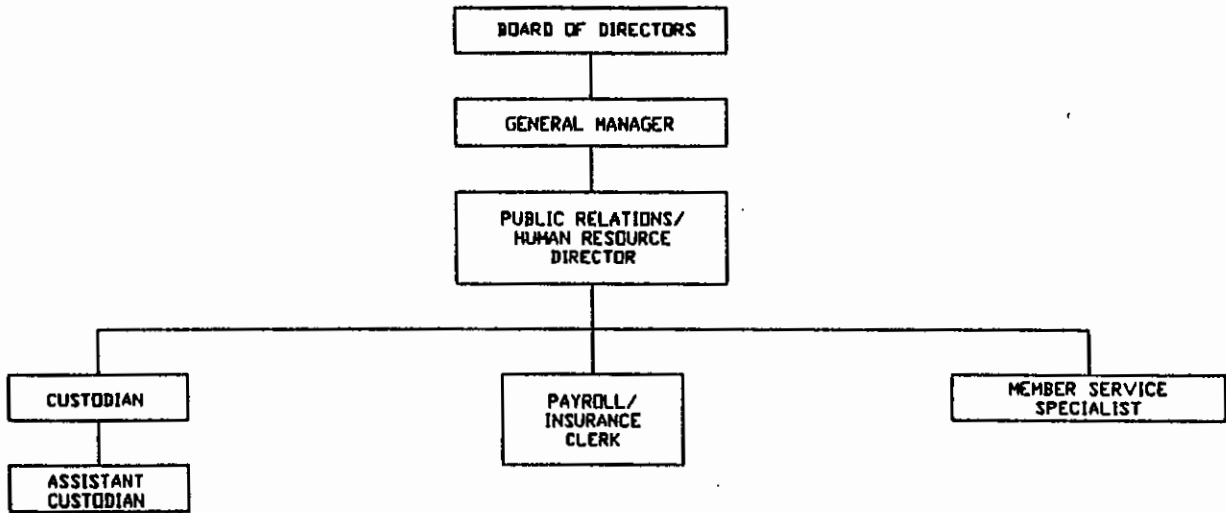 BOARD OF DIRECTORS
GENERAL MANAGER
PUBLIC RELATIONS/
HUMAN RESOURCE
DIRECTOR
CUSTODIAN
ASSISTANT
CUSTODIAN
PAYROLL/
INSURANCE
CLERK
MEMBER SERVICE
SPECIALIST